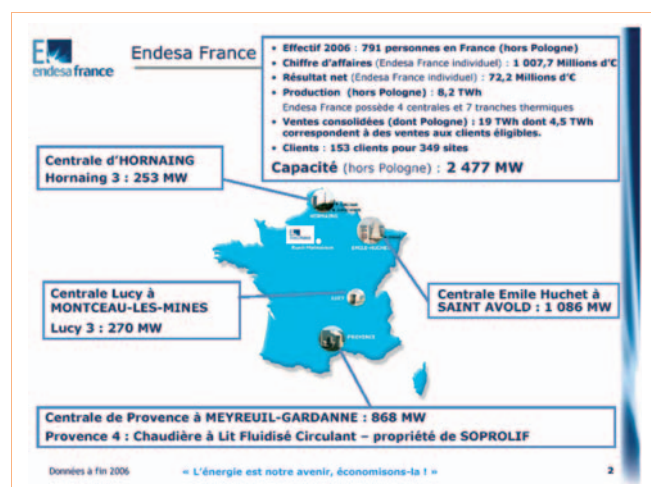 endesa france
Endesa France
• Effectif 2006 : 791 personnes en France (hors Pologne)
• Chiffre d'affaires (Endesa France individuel) : 1 007,7 Millions d'€
• Résultat net (Endesa France individuel) : 72,2 Millions d'€
• Production (hors Pologne) : 8,2 TWh
Endesa France possède 4 centrales et 7 tranches thermiques
• Ventes consolidées (dont Pologne) : 19 TWh dont 4,5 TWh
correspondent à des ventes aux clients éligibles.
• Clients : 153 clients pour 349 sites
Capacité (hors Pologne) : 2 477 MW
Centrale d'HORNAING
Hornaing 3 : 253 MW
HORNAING
EMILE-HUCHET
Centrale Lucy à
MONTCEAU-LES-MINES
Lucy 3 : 270 MW
LUCY
Centrale Emile Huchet à
SAINT AVOLD : 1 086 MW
PROVENCE
Centrale de Provence à MEYREUIL-GARDANNE : 868 MW
Provence 4 : Chaudière à Lit Fluidisé Circulant – propriété de SOPROLIF
Données à fin 2006
« L'énergie est notre avenir, économisons-la ! »
2